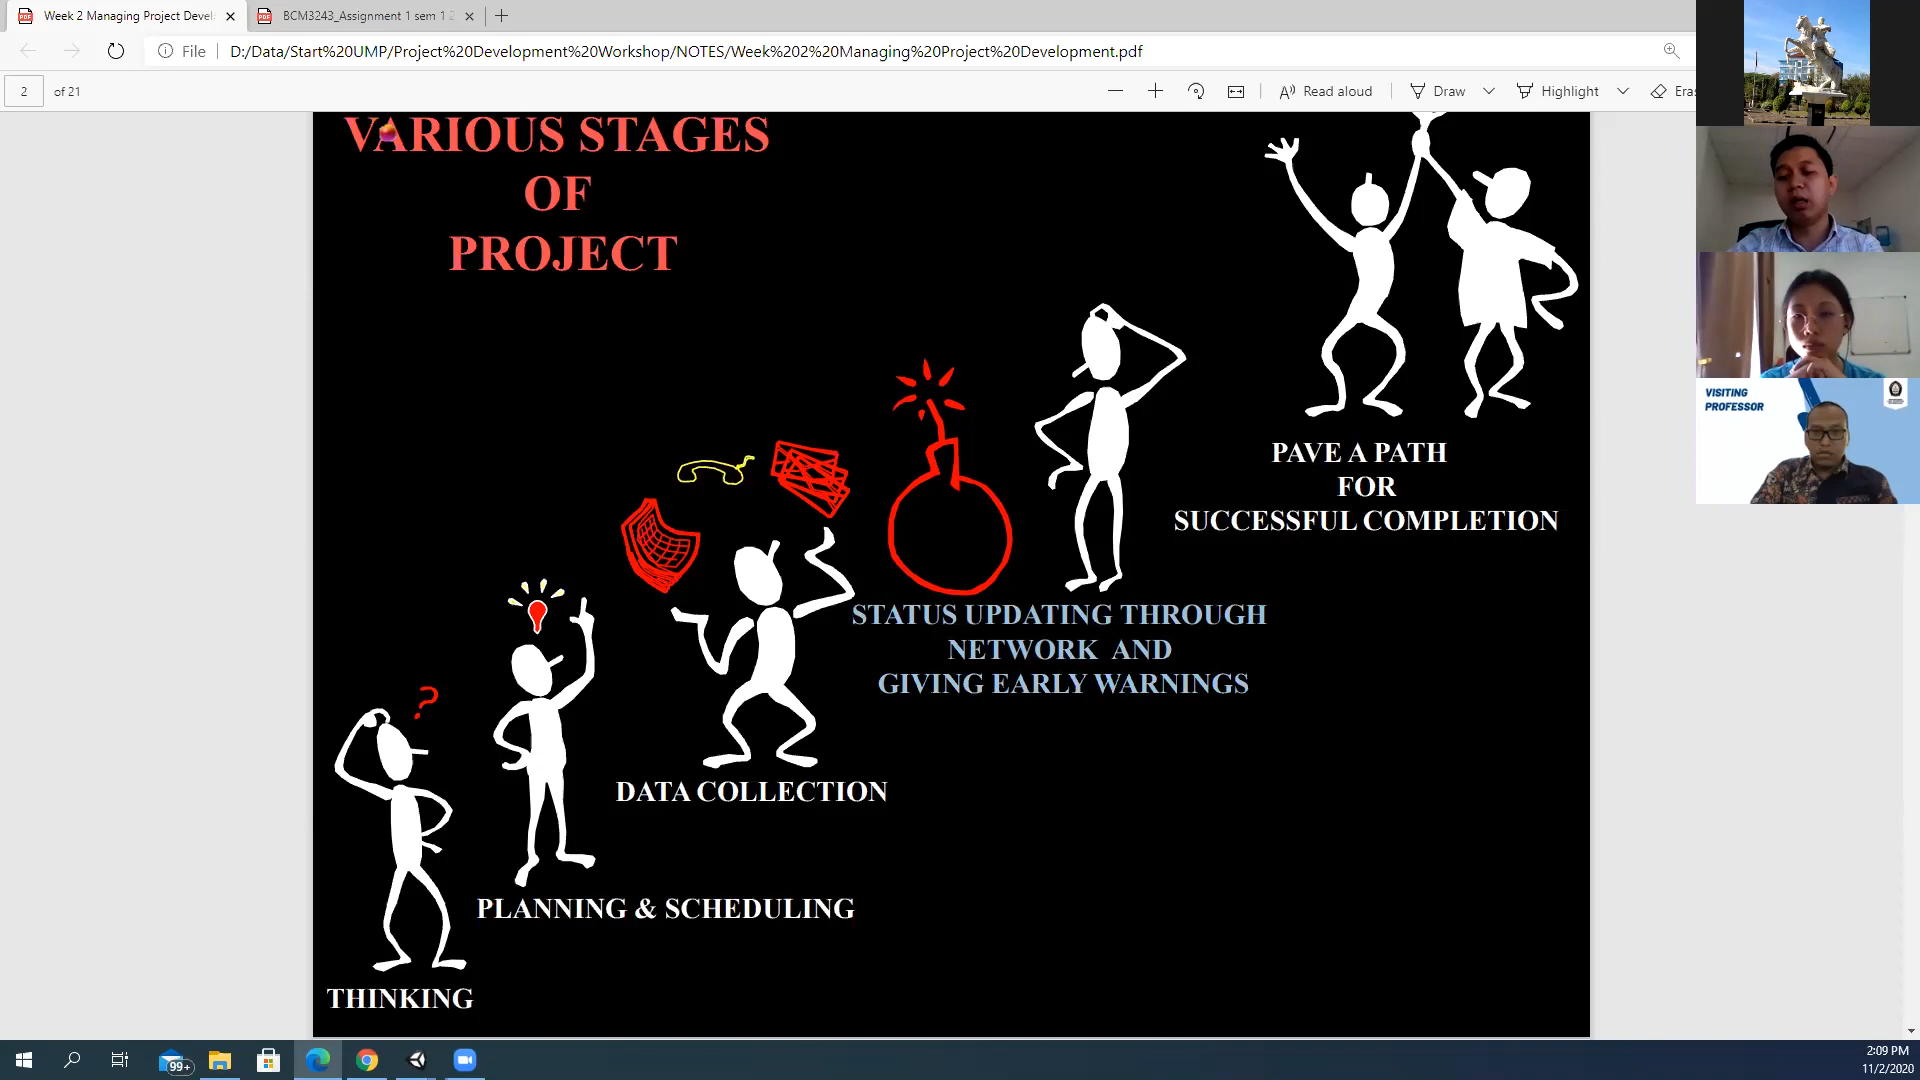 Week 2 Managing Project Devel
BCM3243_Assignment 1 sem 1 2
File
D:/Data/Start%20UMP/Project%20Development%20Workshop/NOTES/Week%202%20Managing%20Project%20Development.pdf
2 of 21
Read aloud
Draw
Highlight
Eras
VARIOUS STAGES
OF
PROJECT
?
PAVE A PATH
FOR
SUCCESSFUL COMPLETION
STATUS UPDATING THROUGH
NETWORK AND
GIVING EARLY WARNINGS
DATA COLLECTION
PLANNING & SCHEDULING
THINKING
VISITING
PROFESSOR
99+
2:09 PM
11/2/2020